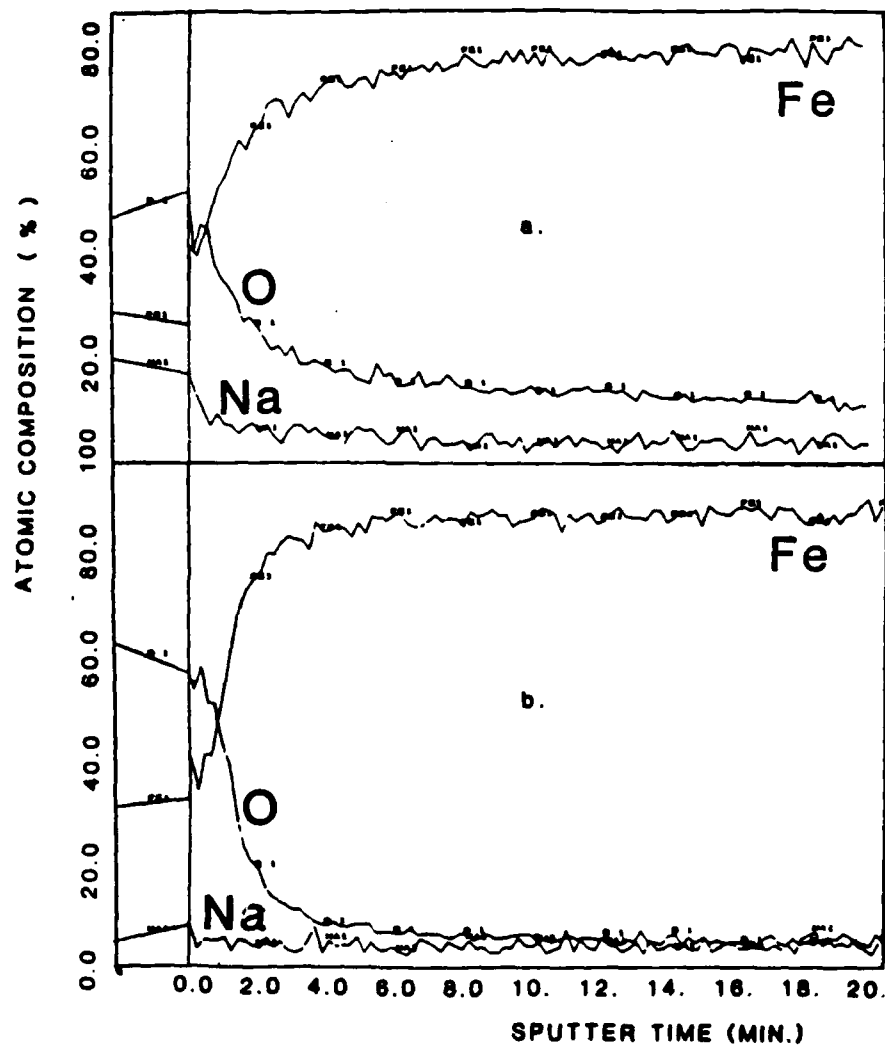 ATOMIC COMPOSITION ( % )
80.0
60.0
40.0
20.0
100
Fe
a.
O
Na
80.0
60.0
40.0
20.0
0.0
Fe
b.
O
Na
0.0 2.0 4.0 6.0 8.0 10. 12. 14. 16. 18. 20.
SPUTTER TIME (MIN.)